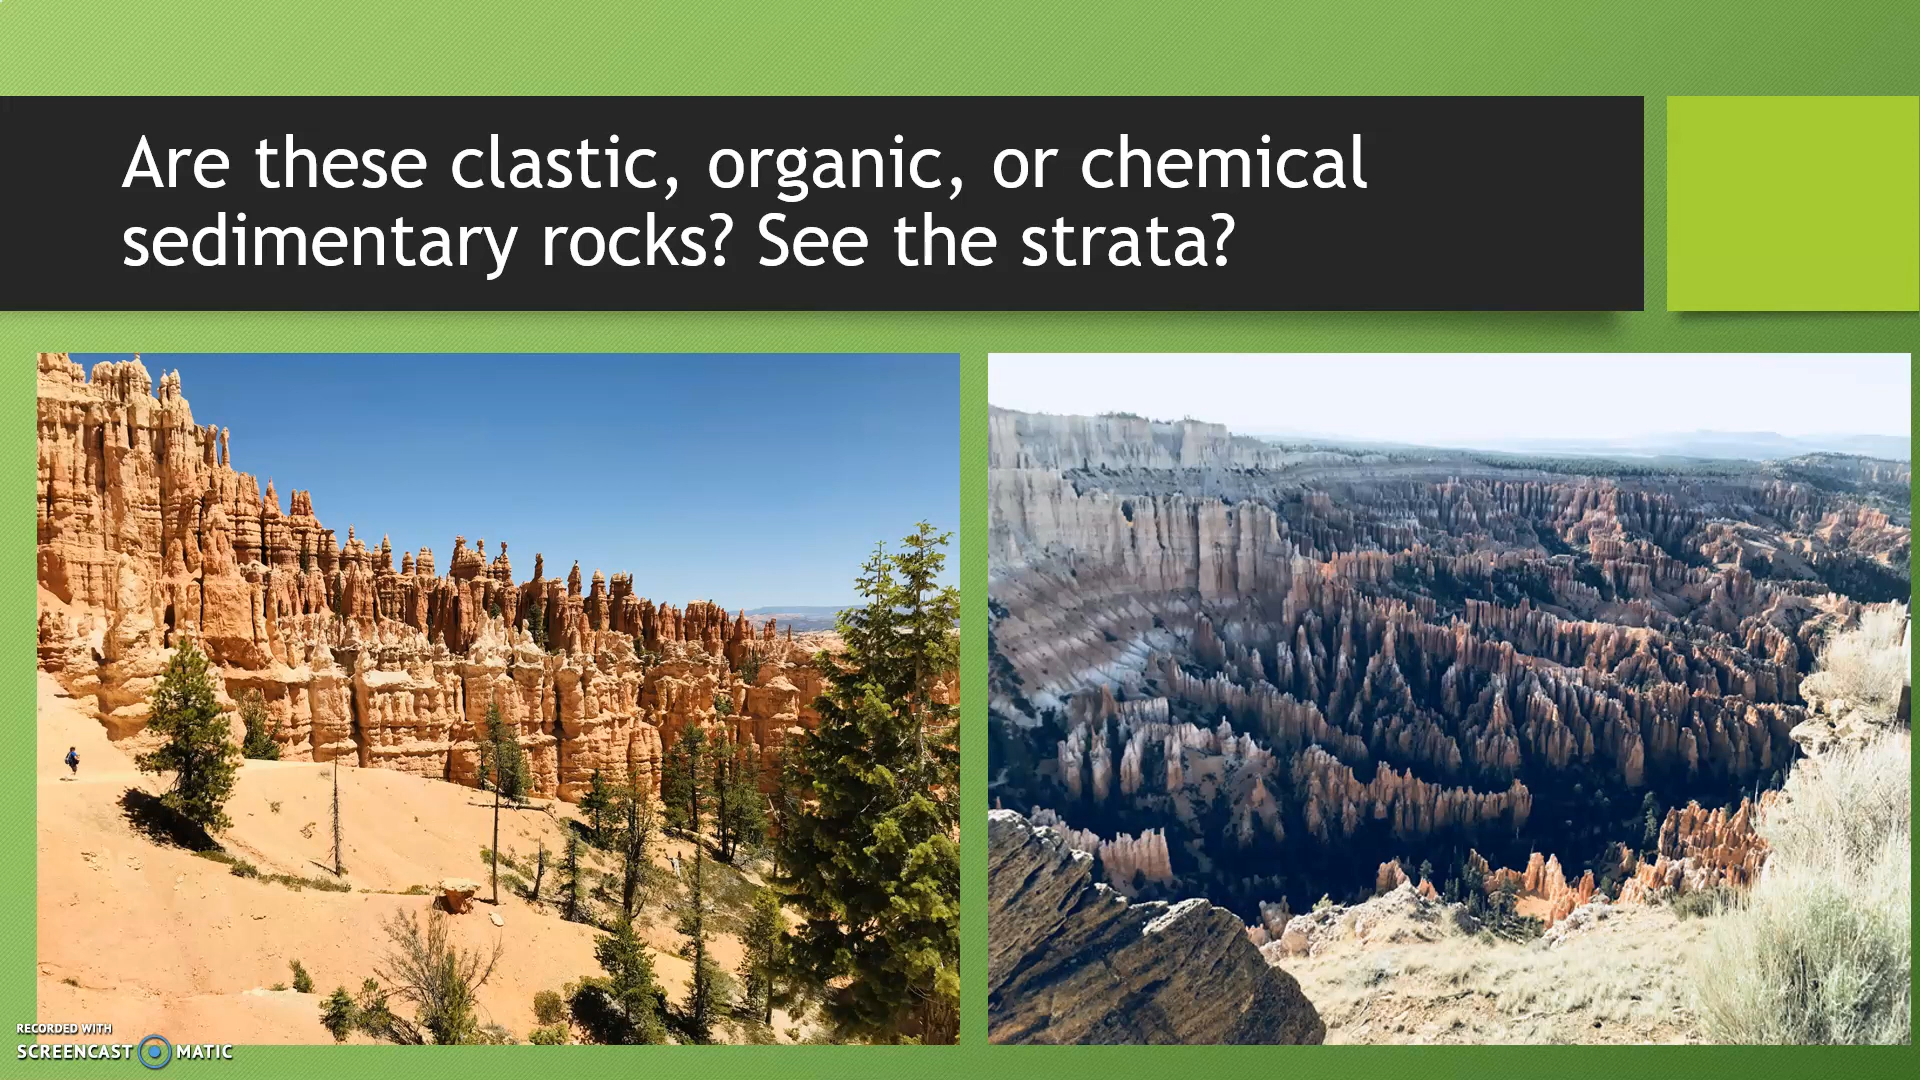 Are these clastic, organic, or chemical
sedimentary rocks? See the strata?
RECORDED WITH
SCREENCAST MATIC